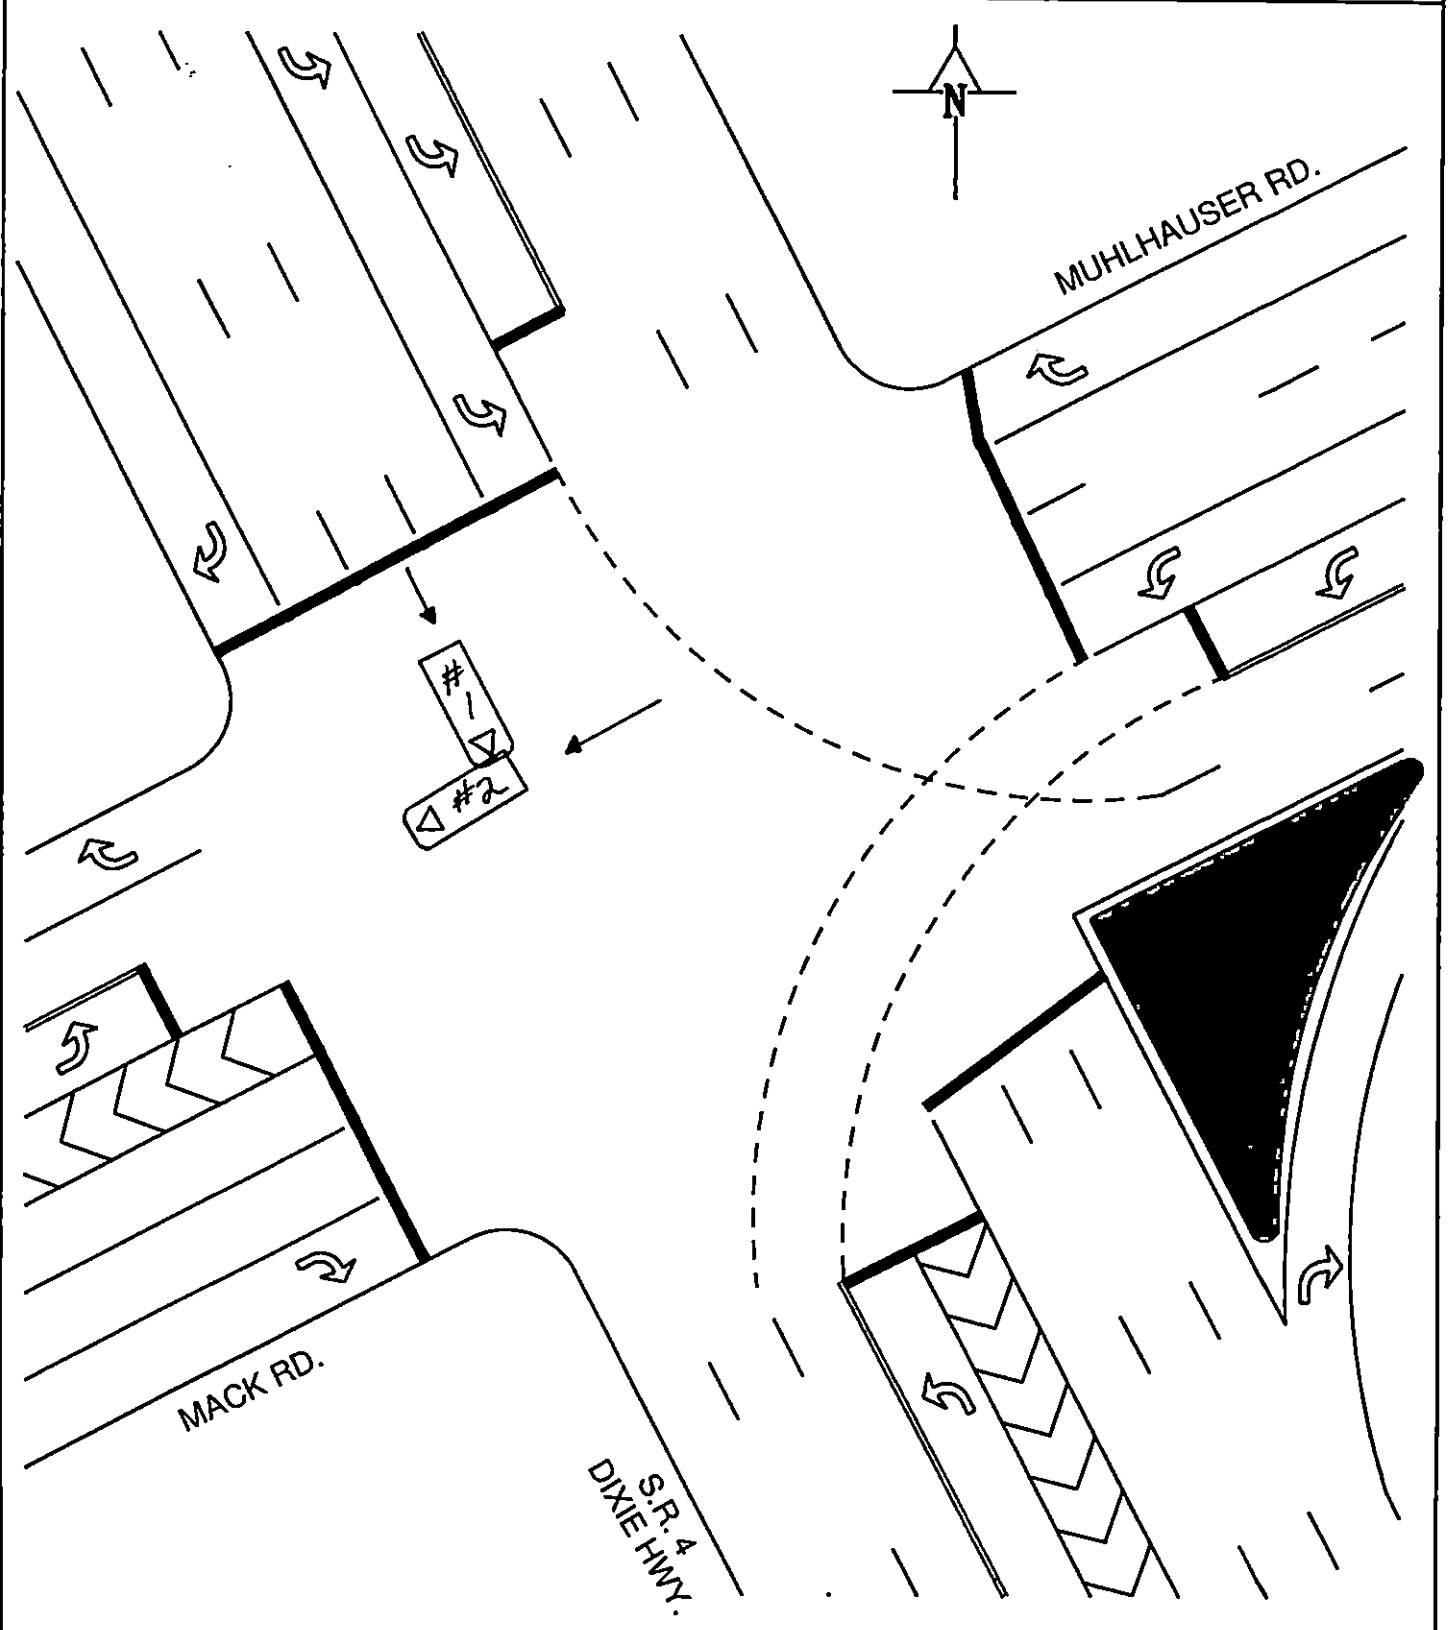 N
MUHLHAUSER RD.
#1
#2
MACK RD.
S.R. 4
DIXIE HWY.